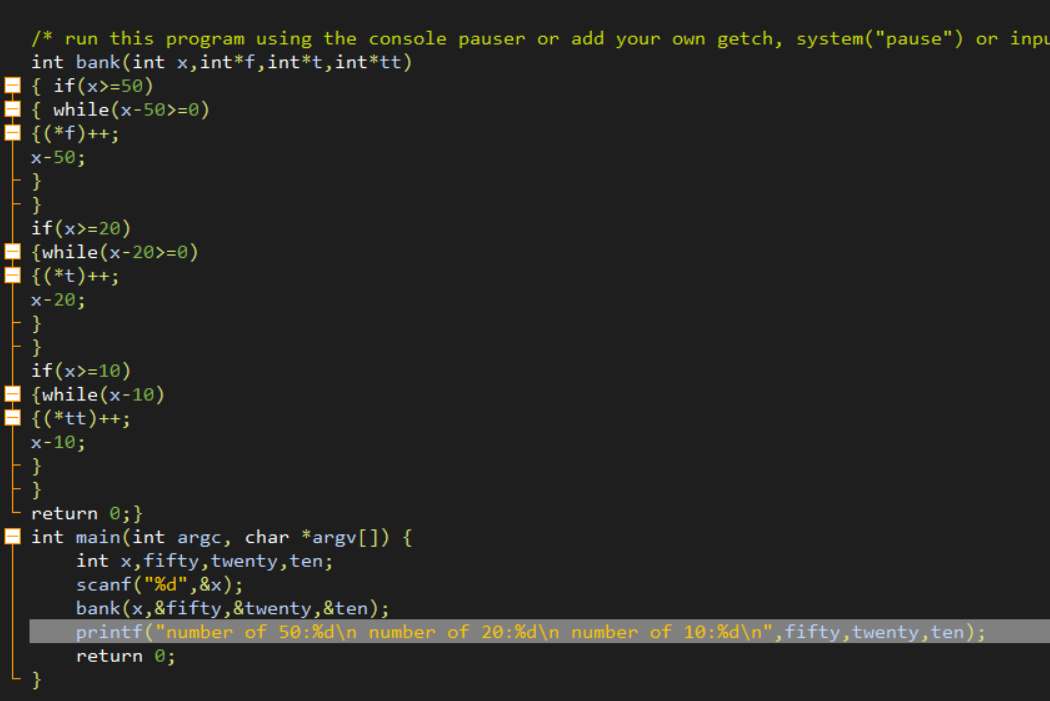 /* run this program using the console pauser or add your own getch, system("pause") or
int bank(int x,int*f,int*t,int*tt)
{ if(x>=50)
{ while(x-50>=0)
{(*f)++;
x-50;
}
}
if(x>=20)
{while(x-20>=0)
{(*t)++;
x-20;
}
}
if(x>=10)
{while(x-10)
{(*tt)++;
x-10;
}
}
return 0;}
int main(int argc, char *argv[]) {
    int x,fifty,twenty,ten;
    scanf("%d",&x);
    bank(x,&fifty,&twenty,&ten);
    printf("number of 50:%d\n number of 20:%d\n number of 10:%d\n",fifty,twenty,ten);
    return 0;
}